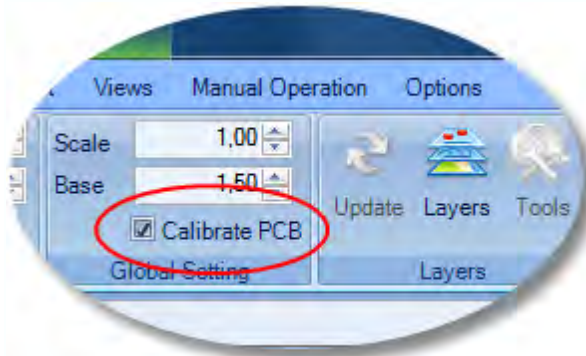 Views Manual Operation Options
Scale 1,00
Base 1,50
Calibrate PCB
Update Layers Tools
Global Setting Layers